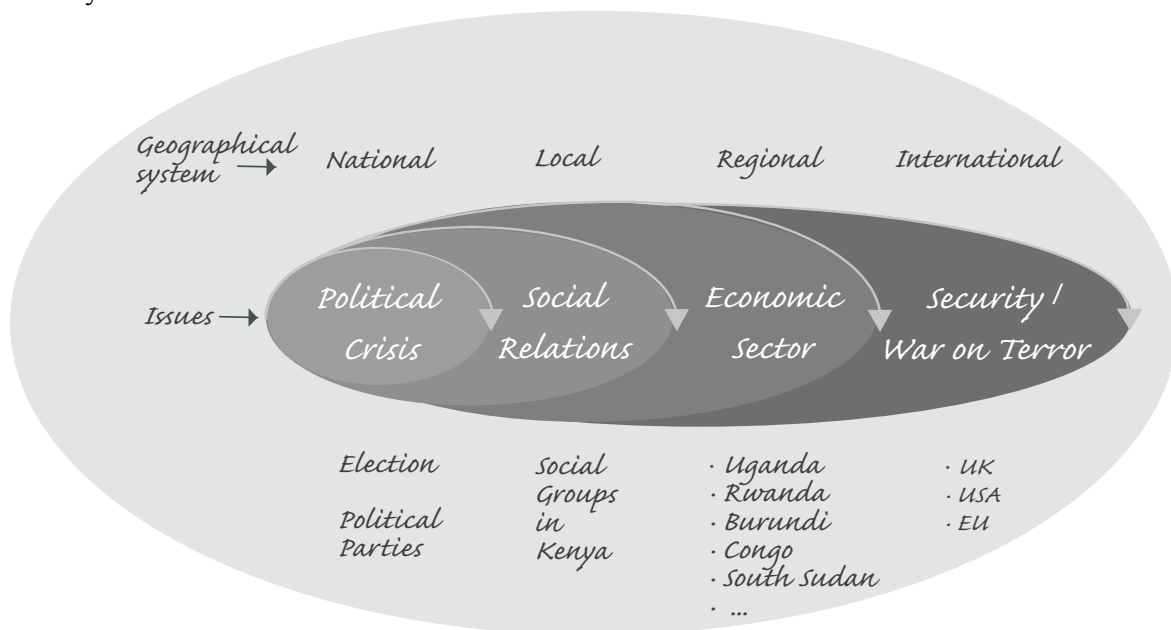 Geographical
system
National
Local
Regional
International
Issues
Political
Crisis
Social
Relations
Economic
Sector
Security /
War on Terror
Election
Political
Parties
Social
Groups
in
Kenya
· Uganda
· Rwanda
· Burundi
· Congo
· South Sudan
· ...
· UK
· USA
· EU